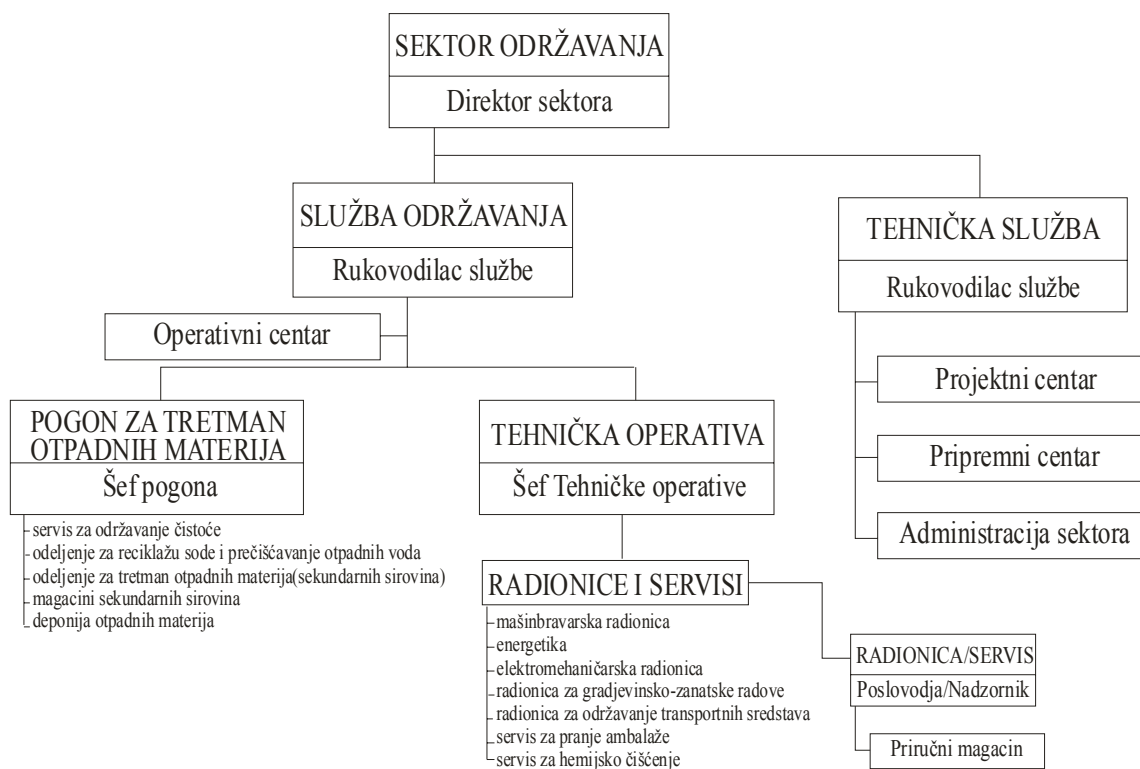 SEKTOR ODRŽAVANJA
Direktor sektora
SLUŽBA ODRŽAVANJA
Rukovodilac službe
TEHNIČKA SLUŽBA
Rukovodilac službe
Operativni centar
Projektni centar
Pripremni centar
Administracija sektora
POGON ZA TRETMAN
OTPADNIH MATERIJA
Šef pogona
servis za održavanje čistoće
odeljenje za reciklažu sode i prečišćavanje otpadnih voda
odeljenje za tretman otpadnih materija(sekundarnih sirovina)
magacini sekundarnih sirovina
deponija otpadnih materija
TEHNIČKA OPERATIVA
Šef Tehničke operative
RADIONICE I SERVISI
mašinbravarska radionica
energetika
elektromehaničarska radionica
radionica za gradjevinsko-zanatske radove
radionica za održavanje transportnih sredstava
servis za pranje ambalaže
servis za hemijsko čišćenje
RADIONICA/SERVIS
Poslovodja/Nadzornik
Priručni magacin